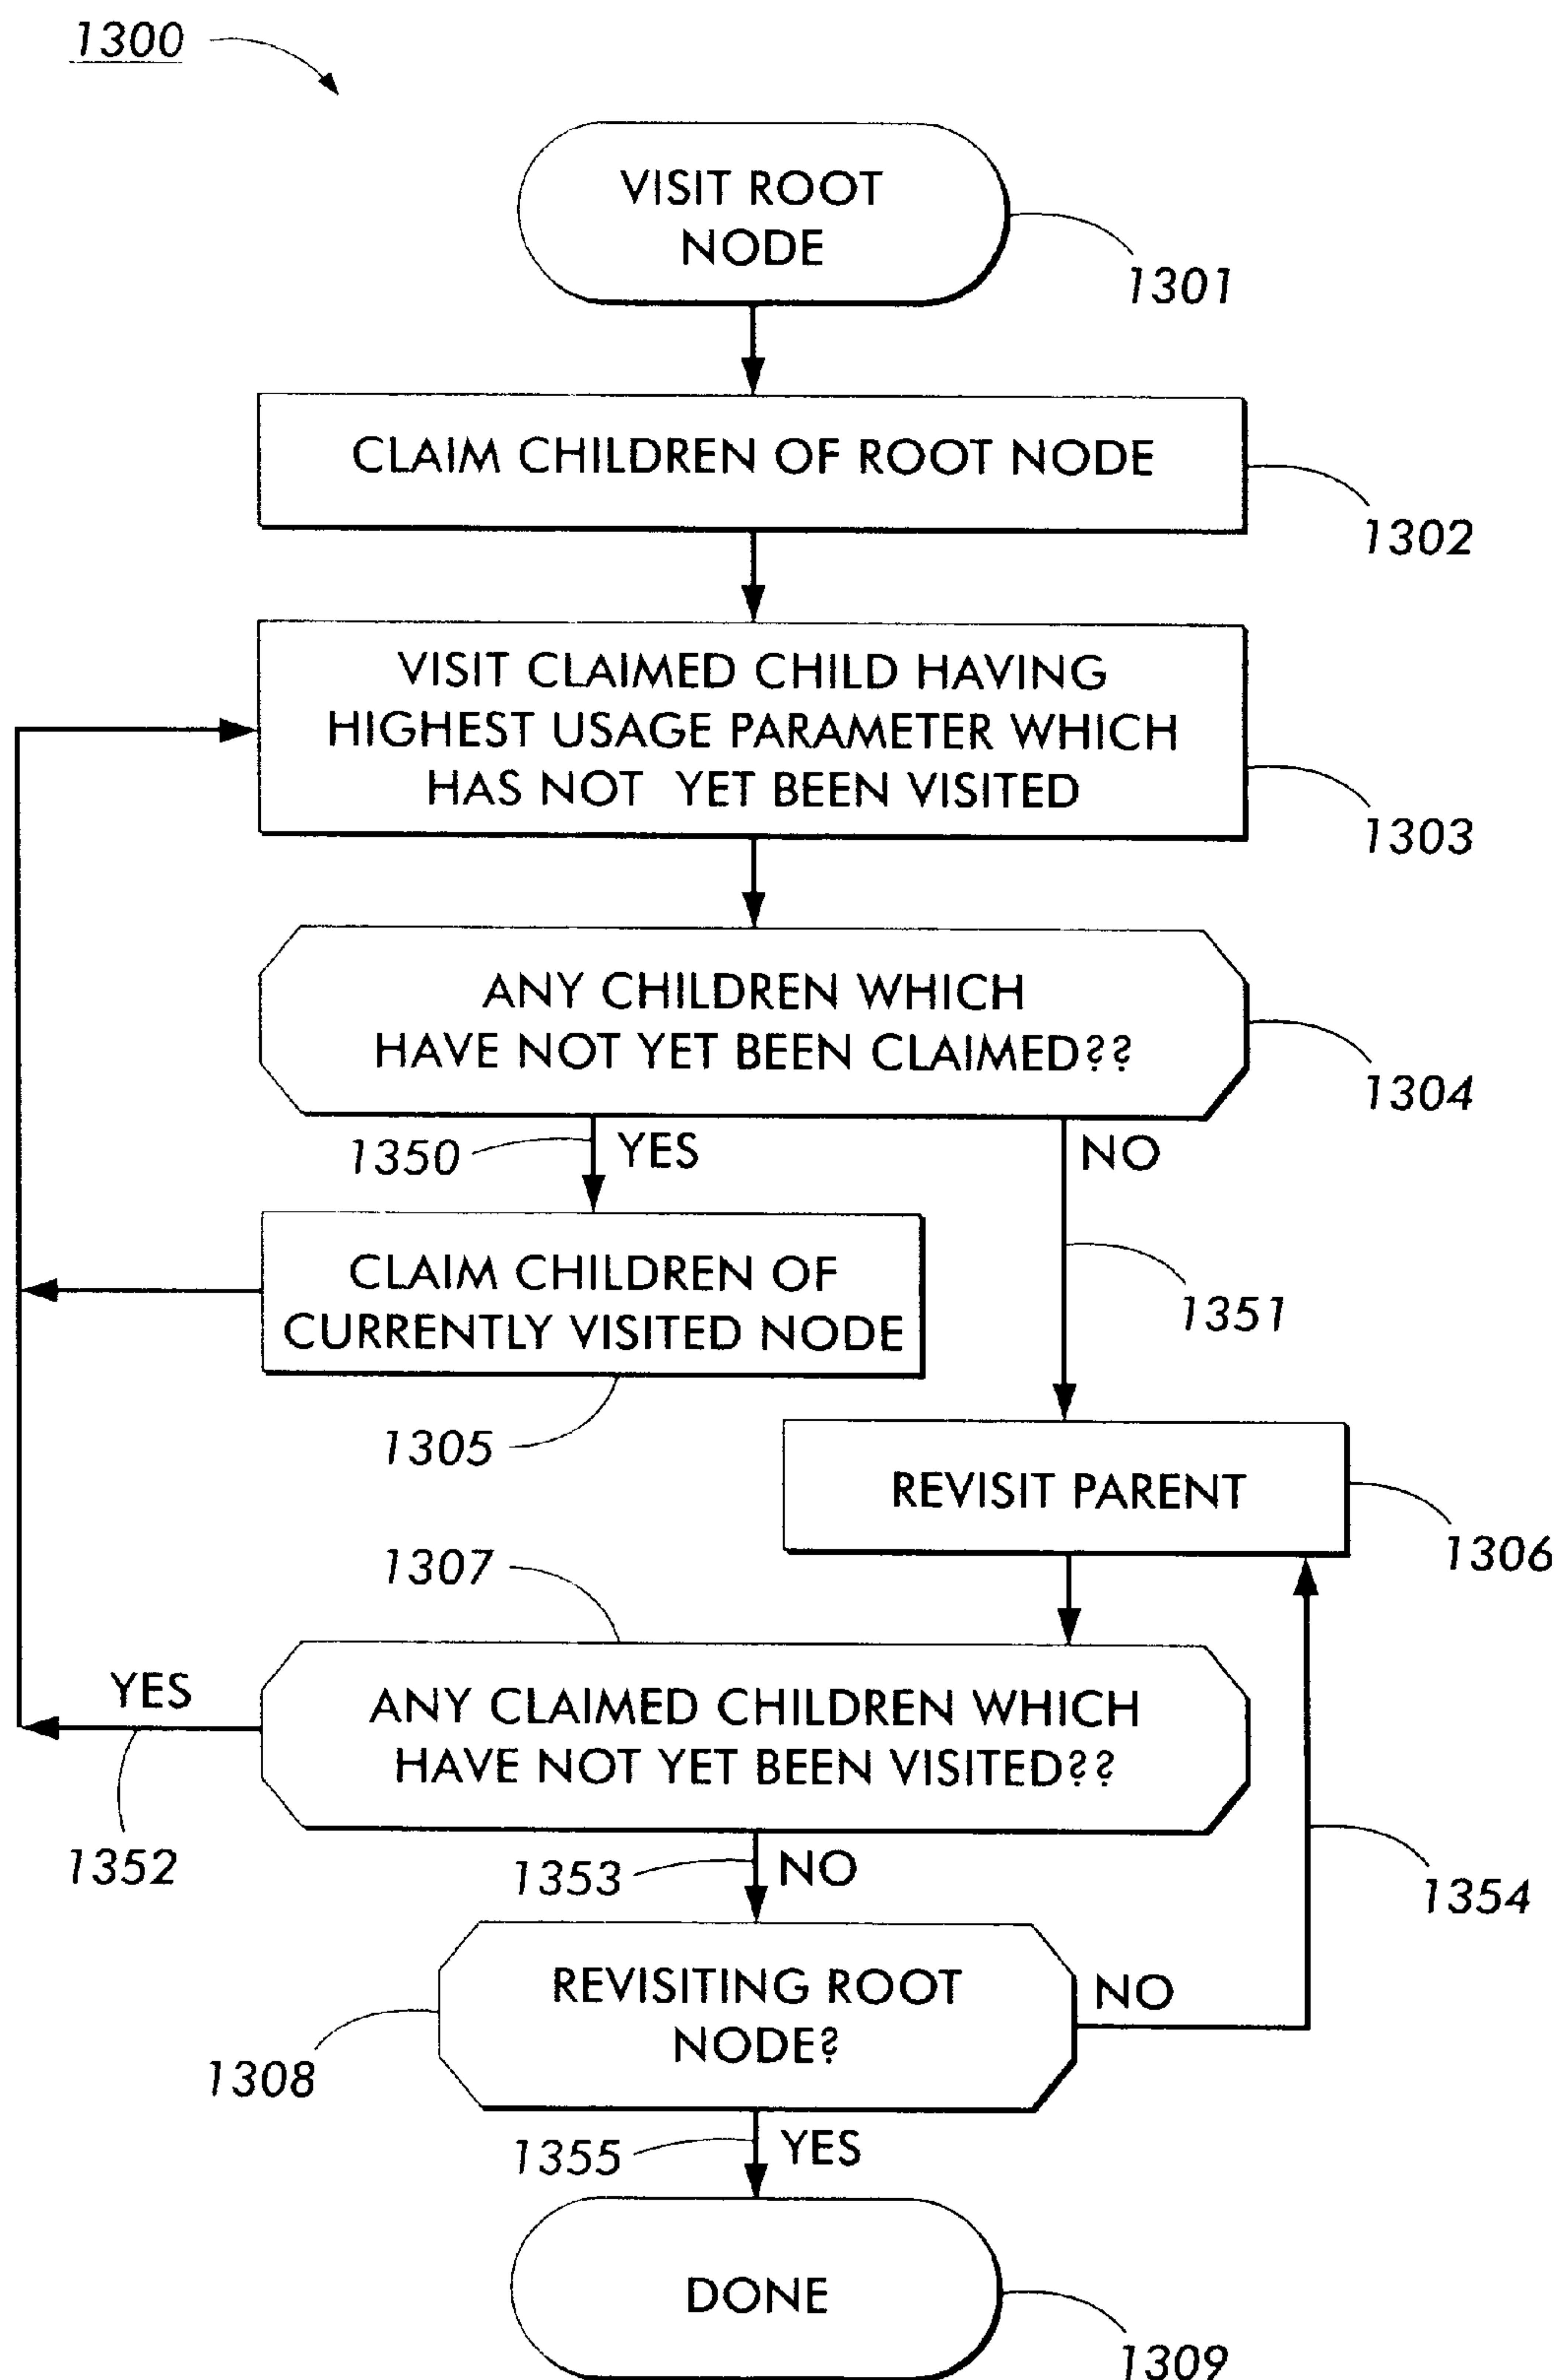 1300
VISIT ROOT
NODE
1301
CLAIM CHILDREN OF ROOT NODE
1302
VISIT CLAIMED CHILD HAVING
HIGHEST USAGE PARAMETER WHICH
HAS NOT YET BEEN VISITED
1303
ANY CHILDREN WHICH
HAVE NOT YET BEEN CLAIMED??
1304
1350
YES
NO
CLAIM CHILDREN OF
CURRENTLY VISITED NODE
1351
1305
REVISIT PARENT
1306
1307
YES
ANY CLAIMED CHILDREN WHICH
HAVE NOT YET BEEN VISITED??
1352
1353
NO
1354
REVISITING ROOT
NODE?
NO
1308
1355
YES
DONE
1309